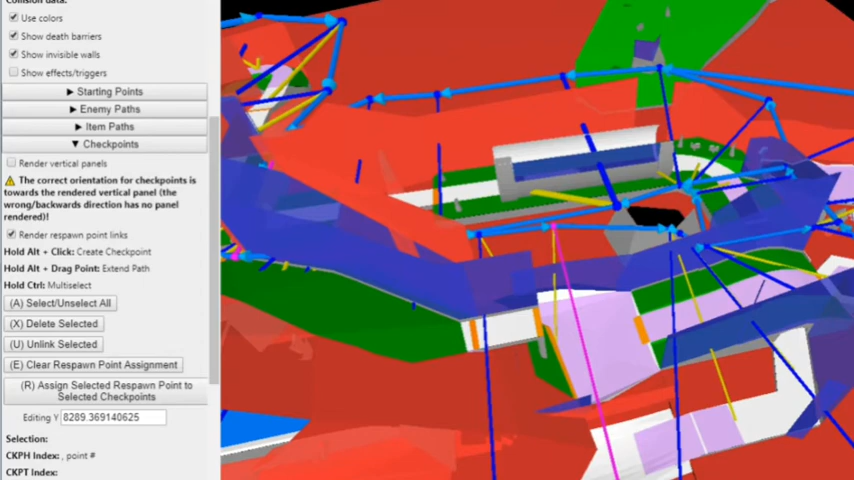 Collision data:
Use colors
Show death barriers
Show invisible walls
Show effects/triggers
▶ Starting Points
▶ Enemy Paths
▶ Item Paths
▼ Checkpoints
Render vertical panels
The correct orientation for checkpoints is
towards the rendered vertical panel (the
wrong/backwards direction has no panel
rendered)!
Render respawn point links
Hold Alt + Click: Create Checkpoint
Hold Alt + Drag Point: Extend Path
Hold Ctrl: Multiselect
(A) Select/Unselect All
(X) Delete Selected
(U) Unlink Selected
(E) Clear Respawn Point Assignment
(R) Assign Selected Respawn Point to
Selected Checkpoints
Editing Y 8289.369140625
Selection:
CKPH Index: , point #
CKPT Index: